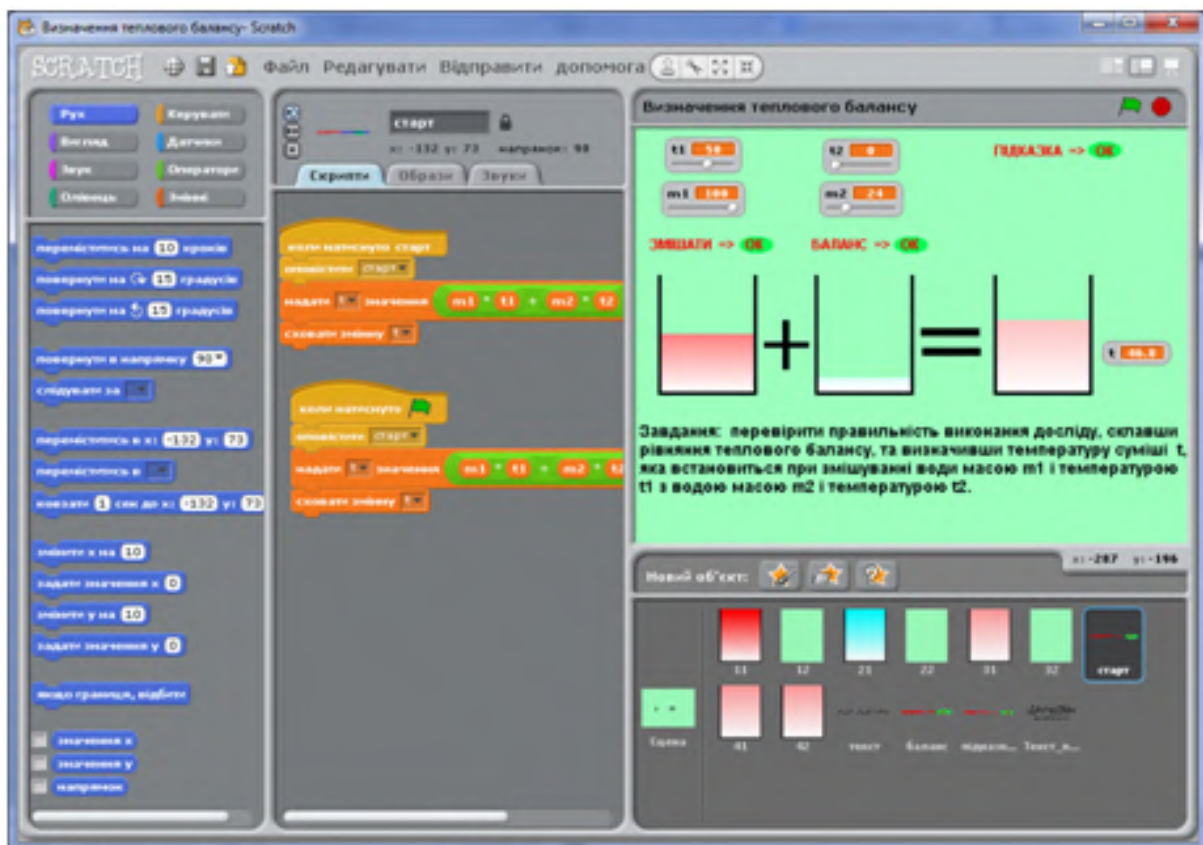 Визначення теплового балансу- Scratch
SCRATCH
Файл Редагувати Відправити допомога
Рух
Керувати
Вигляд
Датчики
Звук
Оператори
Олівець
Змінні
переміститись на 10 кроків
повернути на 15 градусів
повернути на 15 градусів
повернути в напрямку 90
слідувати за
переміститись в x: -132 y: 73
переміститись в
ковзати 1 сек до x: -132 y: 73
змінити x на 10
задати значення x 0
змінити y на 10
задати значення y 0
якщо границя, відбити
значення x
значення y
напрямок
старт
x: -132 y: 73 напрямок: 90
Скрипти Образи Звуки
коли натиснуто старт
оповістити старт
надати t значення m1 * t1 + m2 * t2
сховати змінну t
коли натиснуто
оповістити старт
надати t значення m1 * t1 + m2 * t2
сховати змінну t
Визначення теплового балансу
t1 50
t2 0
ПІДКАЗКА => OK
m1 100
m2 24
ЗМІШАТИ => OK
БАЛАНС => OK
+ =
t
Завдання: перевірити правильність виконання досліду, склавши
рівняння теплового балансу, та визначивши температуру суміші t,
яка встановиться при змішуванні води масою m1 і температурою
t1 з водою масою m2 і температурою t2.
x: -287 y: -196
Новий об'єкт:
11 12 21 22 31 32 старт
Сцена
41 42 текст баланс підказк... Текст_п...